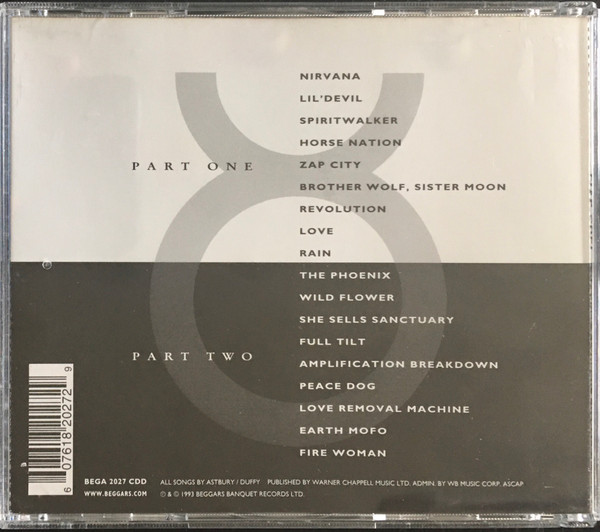 NIRVANA
LIL'DEVIL
SPIRITWALKER
HORSE NATION
PART ONE
ZAP CITY
BROTHER WOLF, SISTER MOON
REVOLUTION
LOVE
RAIN
THE PHOENIX
WILD FLOWER
SHE SELLS SANCTUARY
FULL TILT
PART TWO
AMPLIFICATION BREAKDOWN
PEACE DOG
LOVE REMOVAL MACHINE
EARTH MOFO
FIRE WOMAN
6 07618 20272 9
BEGA 2027 CDD ALL SONGS BY ASTBURY / DUFFY PUBLISHED BY WARNER CHAPPELL MUSIC LTD. ADMIN. BY WB MUSIC CORP. ASCAP
WWW.BEGGARS.COM ℗ & © 1993 BEGGARS BANQUET RECORDS LTD.